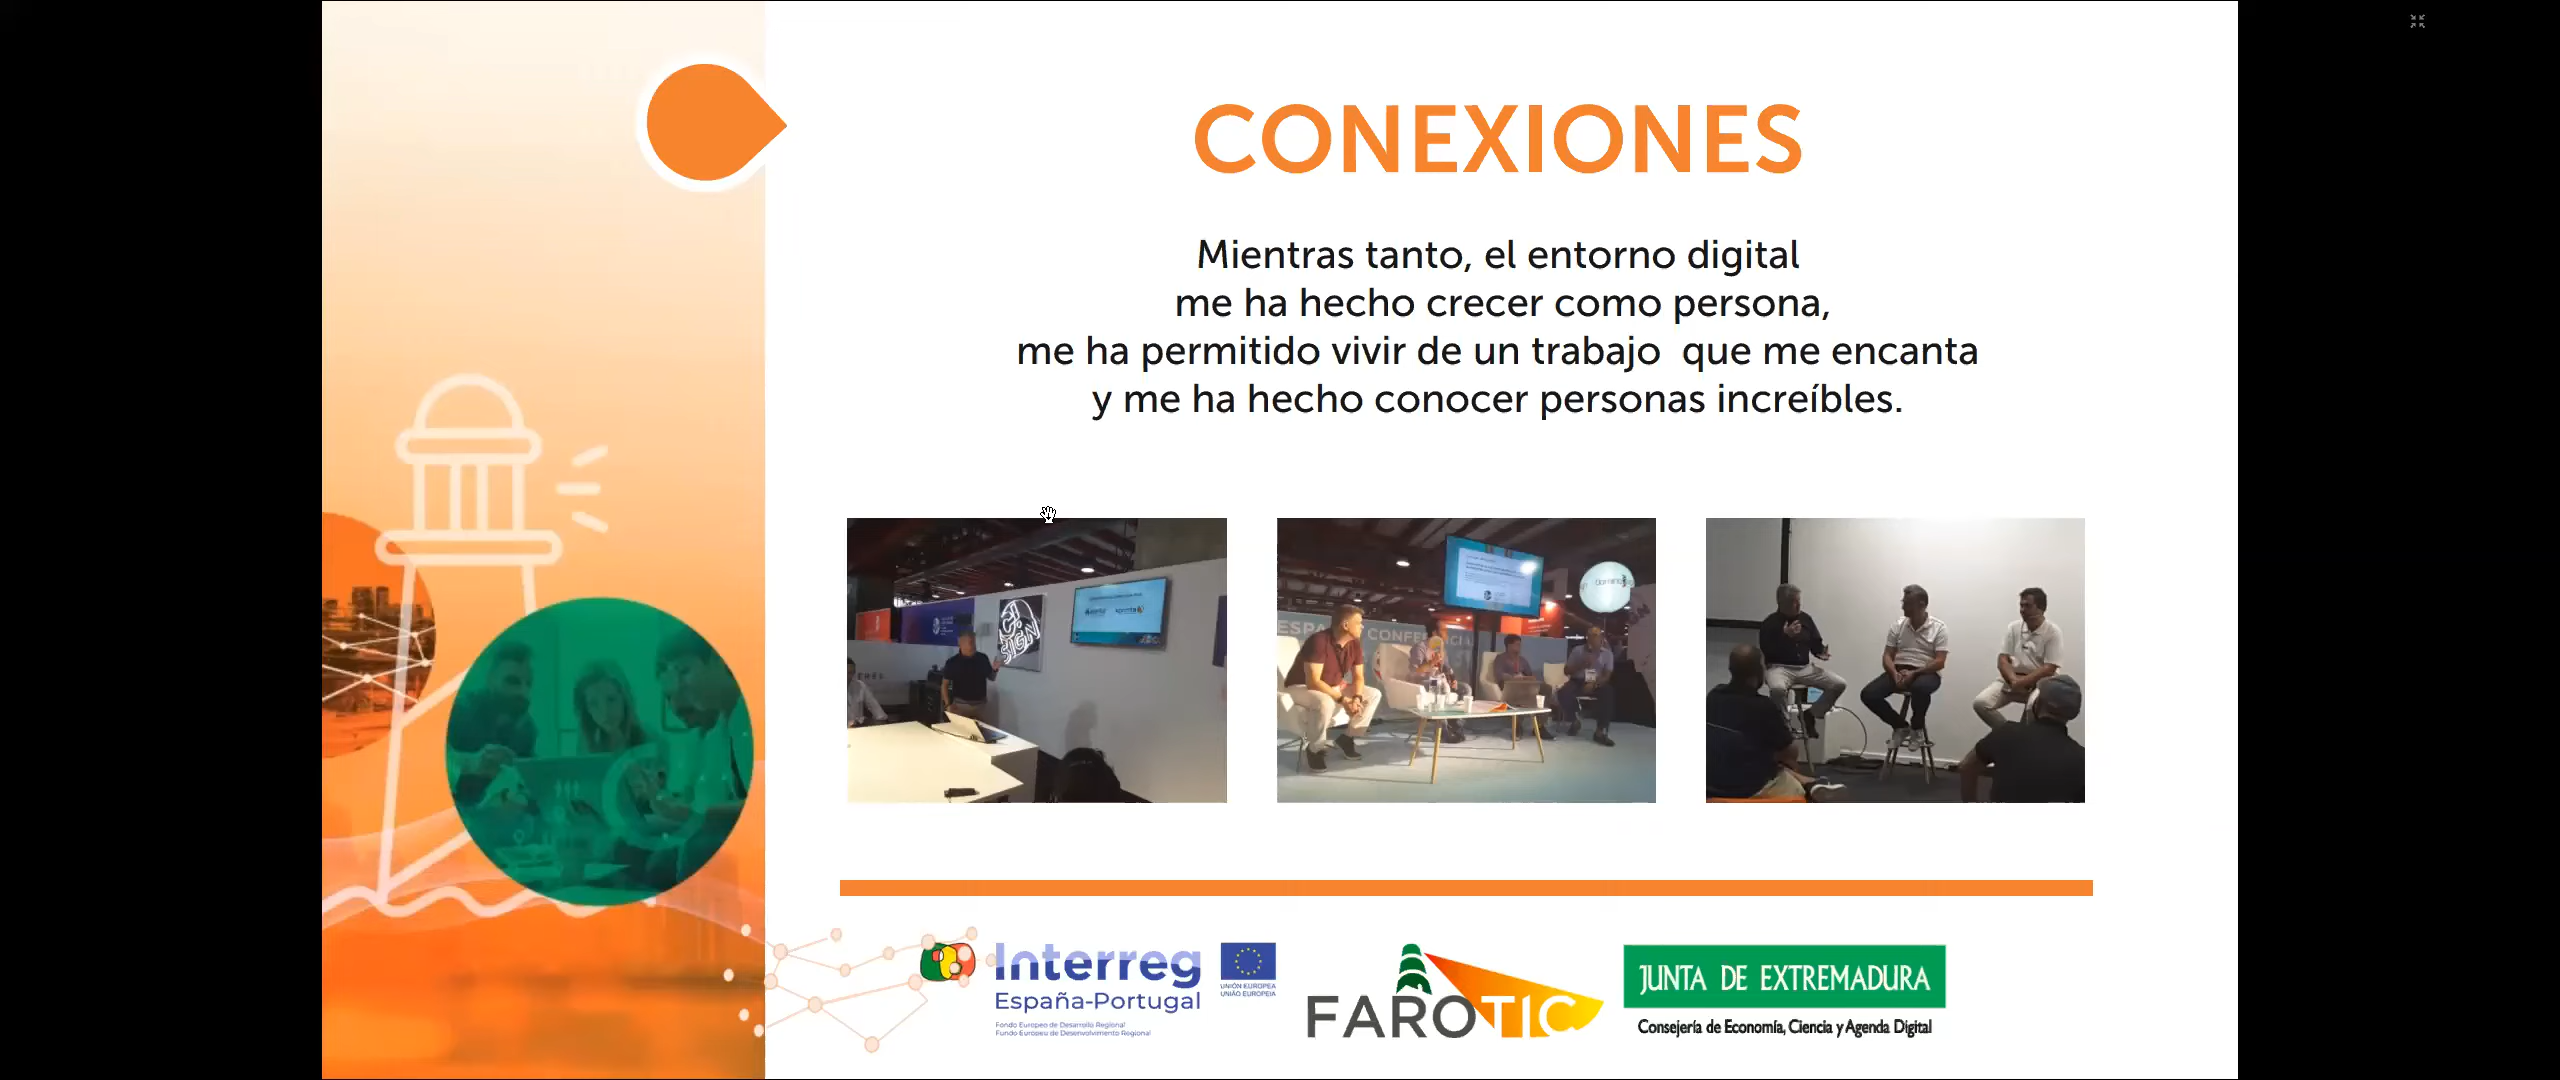 CONEXIONES
Mientras tanto, el entorno digital
me ha hecho crecer como persona,
me ha permitido vivir de un trabajo  que me encanta
y me ha hecho conocer personas increíbles.
SIGN
CONFERENCIA
Interreg
España-Portugal
Fondo Europeo de Desarrollo Regional
Fundo Europeu de Desenvolvimento Regional
UNIÓN EUROPEA
UNIÃO EUROPEIA
FAROTIC
JUNTA DE EXTREMADURA
Consejería de Economía, Ciencia y Agenda Digital